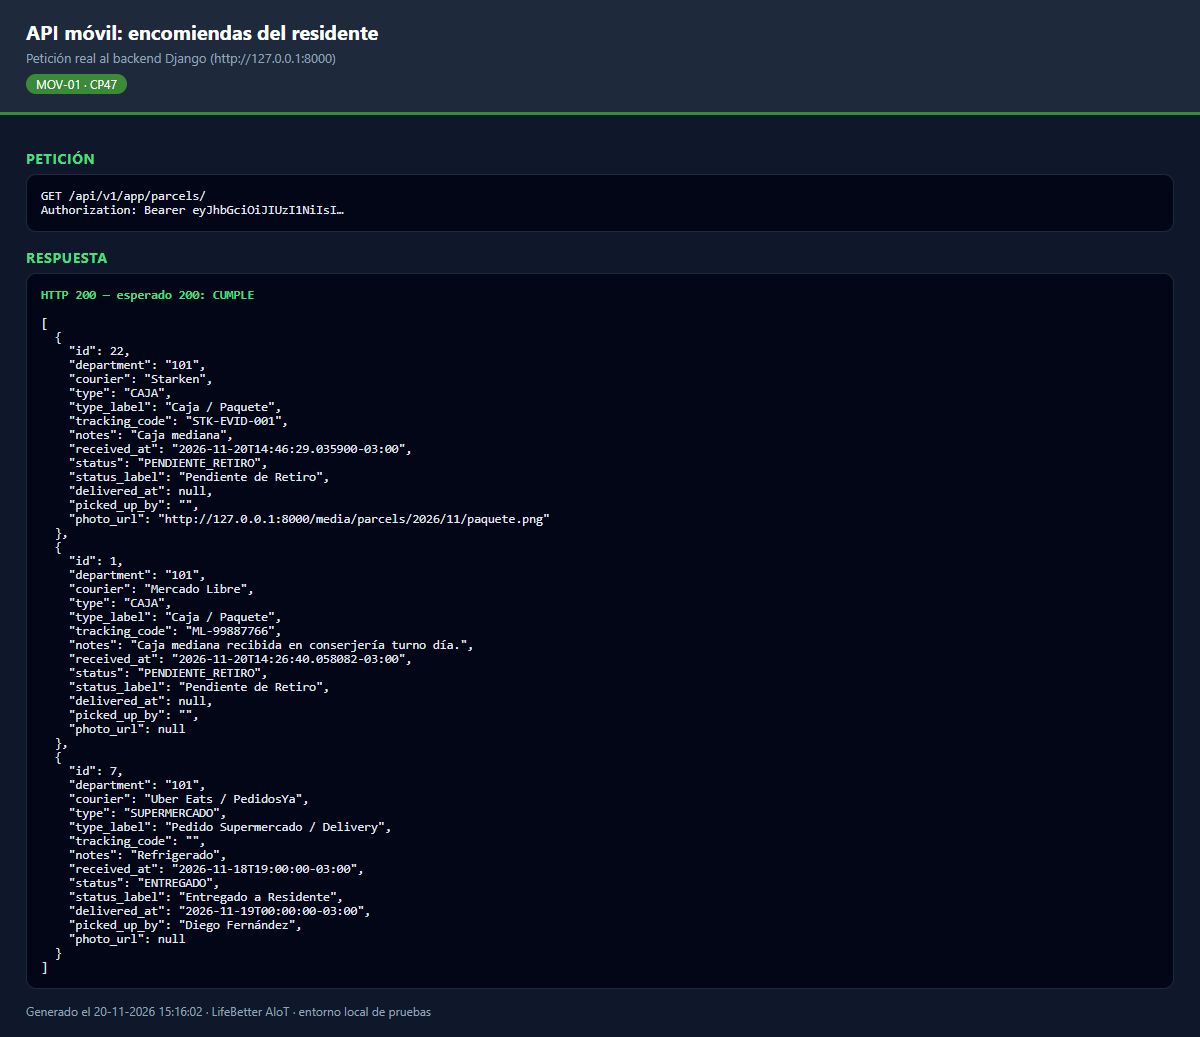 API móvil: encomiendas del residente
Petición real al backend Django (http://127.0.0.1:8000)
MOV-01 · CP47
PETICIÓN
GET /api/v1/app/parcels/
Authorization: Bearer eyJhbGciOiJIUzI1NiIsI…
RESPUESTA
HTTP 200 — esperado 200: CUMPLE
[
  {
    "id": 22,
    "department": "101",
    "courier": "Starken",
    "type": "CAJA",
    "type_label": "Caja / Paquete",
    "tracking_code": "STK-EVID-001",
    "notes": "Caja mediana",
    "received_at": "2026-11-20T14:46:29.035900-03:00",
    "status": "PENDIENTE_RETIRO",
    "status_label": "Pendiente de Retiro",
    "delivered_at": null,
    "picked_up_by": "",
    "photo_url": "http://127.0.0.1:8000/media/parcels/2026/11/paquete.png"
  },
  {
    "id": 1,
    "department": "101",
    "courier": "Mercado Libre",
    "type": "CAJA",
    "type_label": "Caja / Paquete",
    "tracking_code": "ML-99887766",
    "notes": "Caja mediana recibida en conserjería turno día.",
    "received_at": "2026-11-20T14:26:40.058082-03:00",
    "status": "PENDIENTE_RETIRO",
    "status_label": "Pendiente de Retiro",
    "delivered_at": null,
    "picked_up_by": "",
    "photo_url": null
  },
  {
    "id": 7,
    "department": "101",
    "courier": "Uber Eats / PedidosYa",
    "type": "SUPERMERCADO",
    "type_label": "Pedido Supermercado / Delivery",
    "tracking_code": "",
    "notes": "Refrigerado",
    "received_at": "2026-11-18T19:00:00-03:00",
    "status": "ENTREGADO",
    "status_label": "Entregado a Residente",
    "delivered_at": "2026-11-19T00:00:00-03:00",
    "picked_up_by": "Diego Fernández",
    "photo_url": null
  }
]
Generado el 20-11-2026 15:16:02 · LifeBetter AIoT · entorno local de pruebas